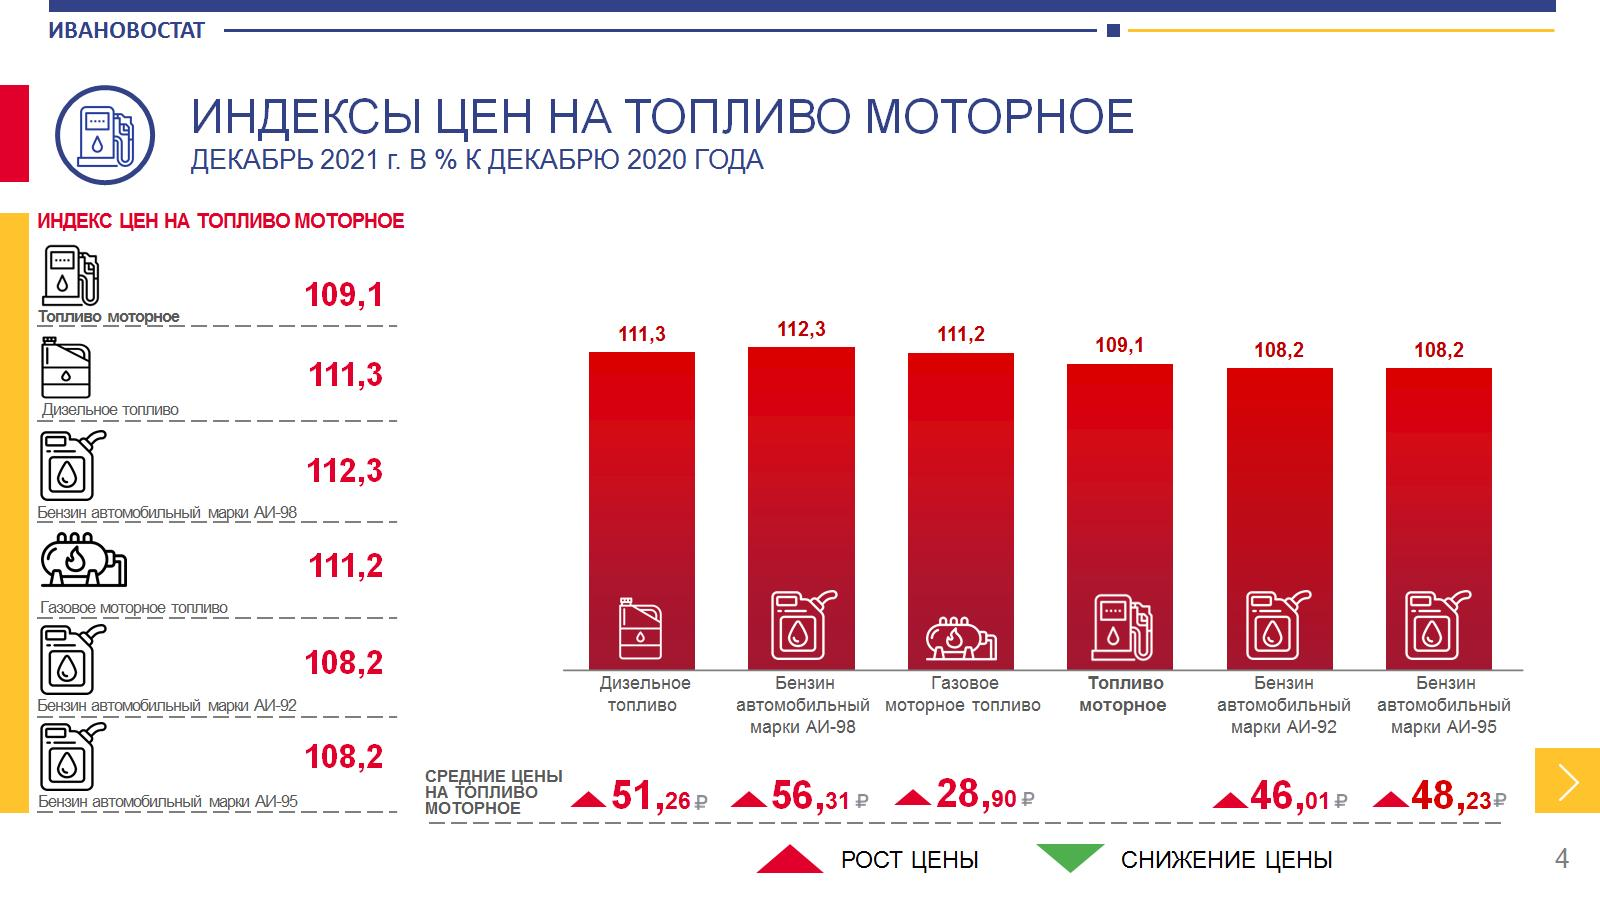 ИВАНОВОСТАТ
ИНДЕКСЫ ЦЕН НА ТОПЛИВО МОТОРНОЕ
ДЕКАБРЬ 2021 г. В % К ДЕКАБРЮ 2020 ГОДА
ИНДЕКС ЦЕН НА ТОПЛИВО МОТОРНОЕ
109,1
Топливо моторное
111,3
Дизельное топливо
112,3
Бензин автомобильный марки АИ-98
111,2
Газовое моторное топливо
108,2
Бензин автомобильный марки АИ-92
108,2
Бензин автомобильный марки АИ-95
111,3
112,3
111,2
109,1
108,2
108,2
Дизельное
топливо
Бензин
автомобильный
марки АИ-98
Газовое
моторное топливо
Топливо
моторное
Бензин
автомобильный
марки АИ-92
Бензин
автомобильный
марки АИ-95
СРЕДНИЕ ЦЕНЫ
НА ТОПЛИВО
МОТОРНОЕ
51,26 ₽
56,31 ₽
28,90 ₽
46,01 ₽
48,23 ₽
РОСТ ЦЕНЫ
СНИЖЕНИЕ ЦЕНЫ
4